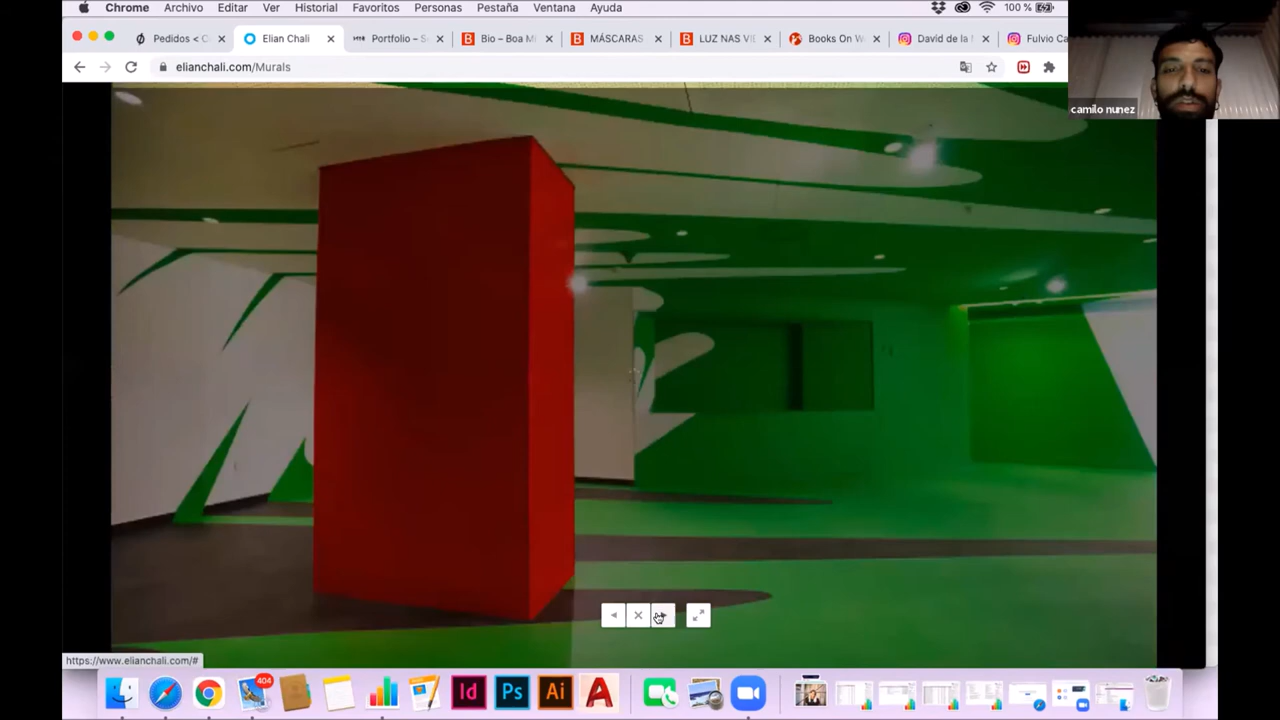 Chrome Archivo Editar Ver Historial Favoritos Personas Pestaña Ventana Ayuda 100 %
Pedidos < C Elian Chali Portfolio – S Bio – Boa Mi MÁSCARAS LUZ NAS VI Books On W David de la Fulvio Ca
elianchali.com/Murals
camilo nunez
https://www.elianchali.com/#
404
Id Ps Ai